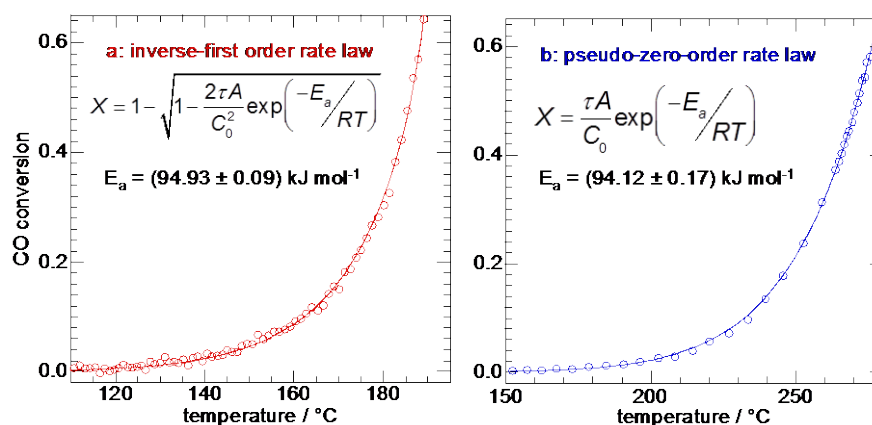 a: inverse-first order rate law
X = 1 − √(1 − (2τA / C₀²) exp(−Eₐ / RT))
Eₐ = (94.93 ± 0.09) kJ mol⁻¹
CO conversion
0.6
0.4
0.2
0.0
120 140 160 180
temperature / °C
b: pseudo-zero-order rate law
X = (τA / C₀) exp(−Eₐ / RT)
Eₐ = (94.12 ± 0.17) kJ mol⁻¹
0.6
0.4
0.2
0.0
150 200 250
temperature / °C